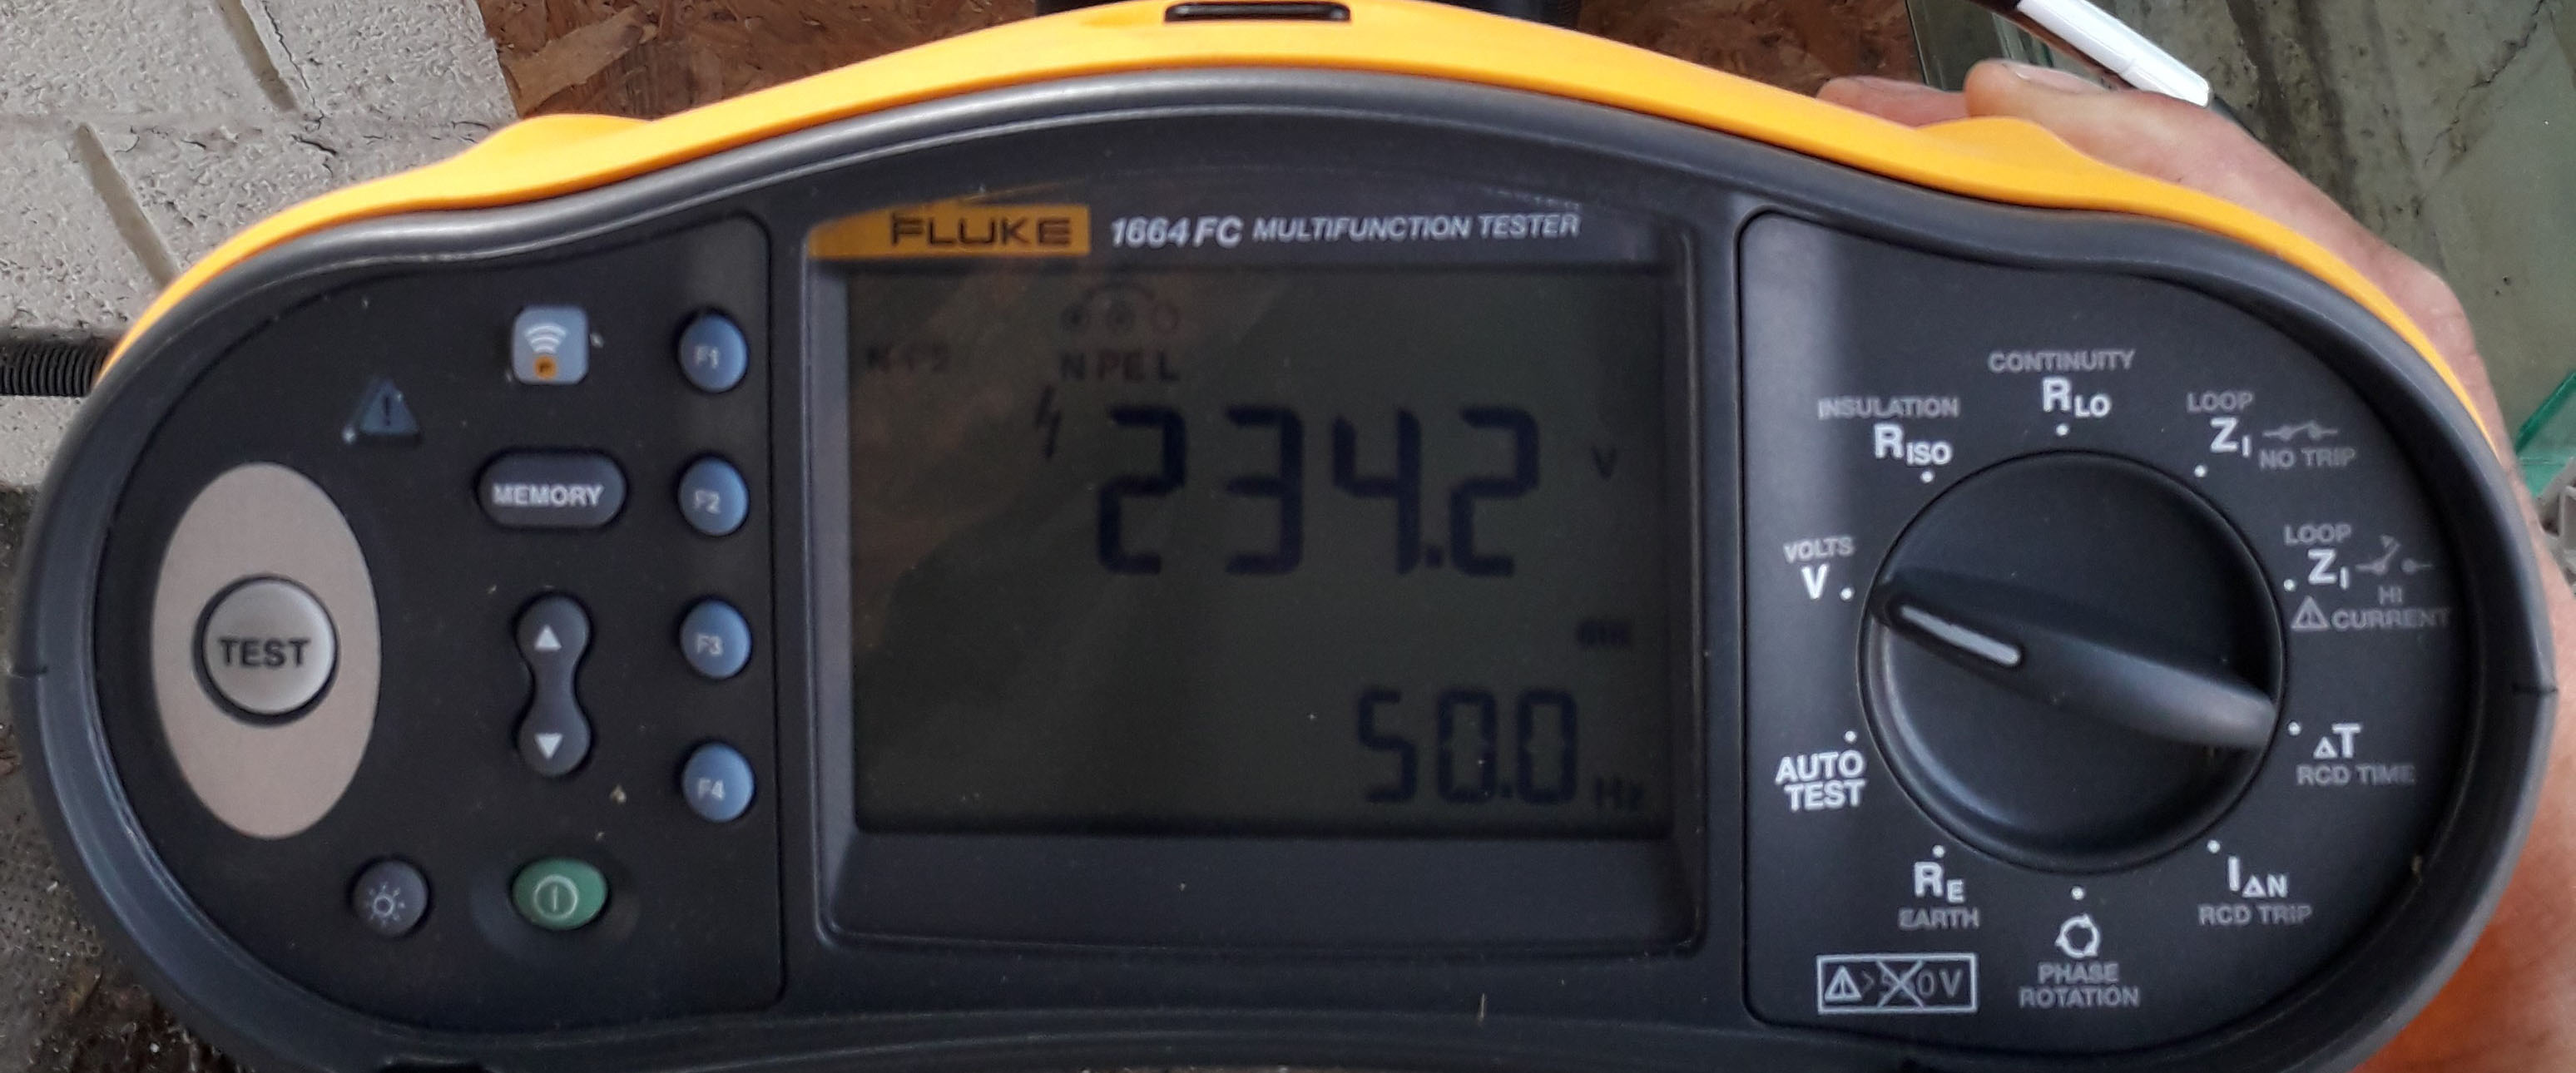 FLUKE 1664 FC MULTIFUNCTION TESTER
F1
F2
F3
F4
MEMORY
TEST
N PE L
234.2 V
50.0 Hz
CONTINUITY
RLO
INSULATION
RISO
LOOP
ZI NO TRIP
LOOP
ZI
HI
CURRENT
VOLTS
V
ΔT
RCD TIME
AUTO
TEST
RE
EARTH
IΔN
RCD TRIP
PHASE
ROTATION